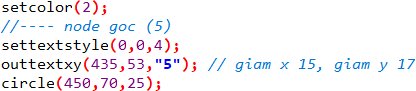 setcolor(2);
//---- node goc (5)
settextstyle(0,0,4);
outtextxy(435,53,"5"); // giam x 15, giam y 17
circle(450,70,25);